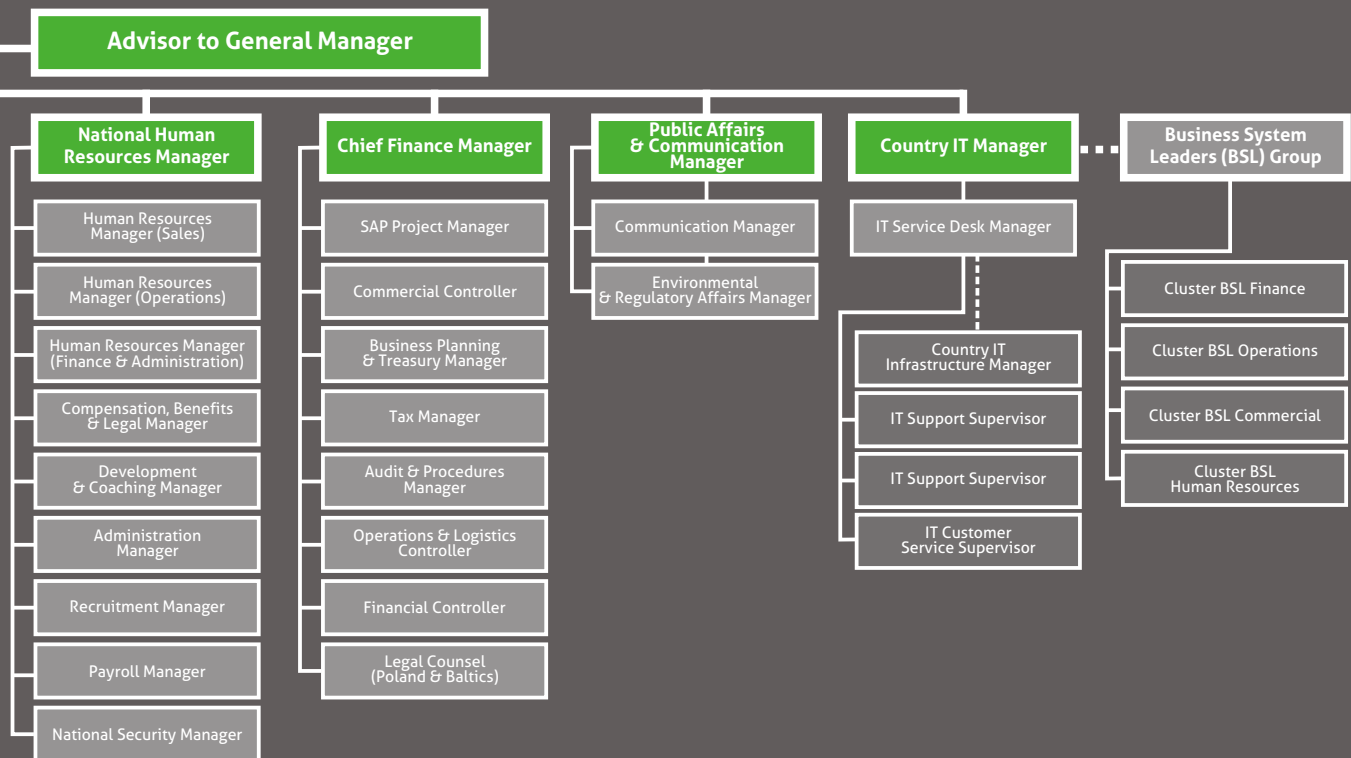 Advisor to General Manager
National Human
Resources Manager
Human Resources
Manager (Sales)
Human Resources
Manager (Operations)
Human Resources Manager
(Finance & Administration)
Compensation, Benefits
& Legal Manager
Development
& Coaching Manager
Administration
Manager
Recruitment Manager
Payroll Manager
National Security Manager
Chief Finance Manager
SAP Project Manager
Commercial Controller
Business Planning
& Treasury Manager
Tax Manager
Audit & Procedures
Manager
Operations & Logistics
Controller
Financial Controller
Legal Counsel
(Poland & Baltics)
Public Affairs
& Communication
Manager
Communication Manager
Environmental
& Regulatory Affairs Manager
Country IT Manager
IT Service Desk Manager
Country IT
Infrastructure Manager
IT Support Supervisor
IT Support Supervisor
IT Customer
Service Supervisor
Business System
Leaders (BSL) Group
Cluster BSL Finance
Cluster BSL Operations
Cluster BSL Commercial
Cluster BSL
Human Resources